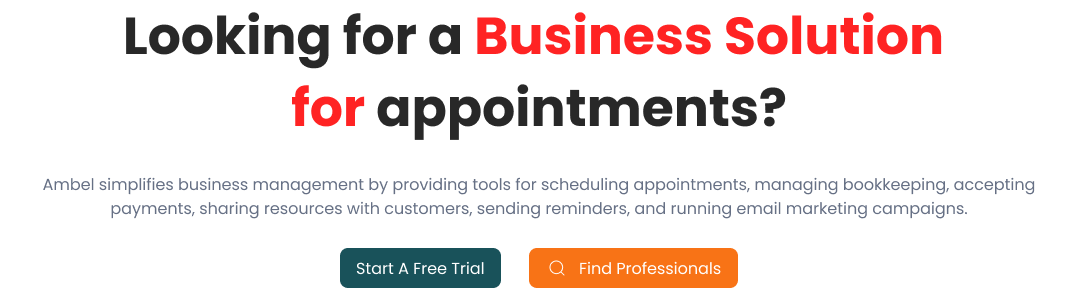 Looking for a Business Solution
for appointments?
Ambel simplifies business management by providing tools for scheduling appointments, managing bookkeeping, accepting
payments, sharing resources with customers, sending reminders, and running email marketing campaigns.
Start A Free Trial
Find Professionals